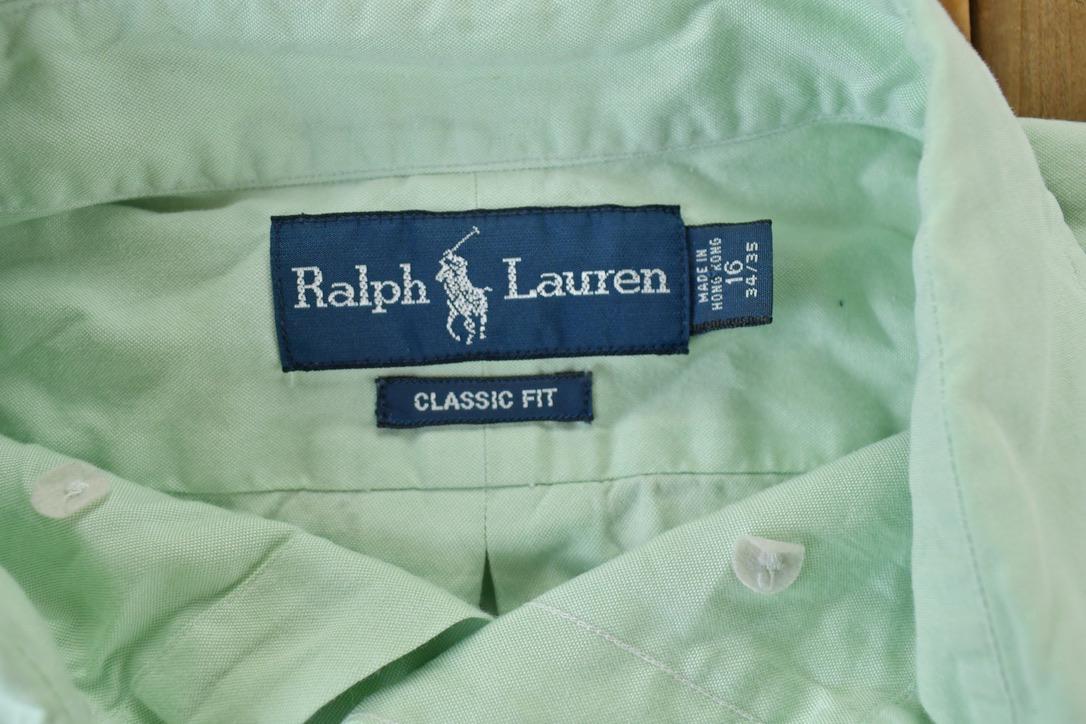 Ralph Lauren
MADE IN
HONG KONG
16
34/35
CLASSIC FIT